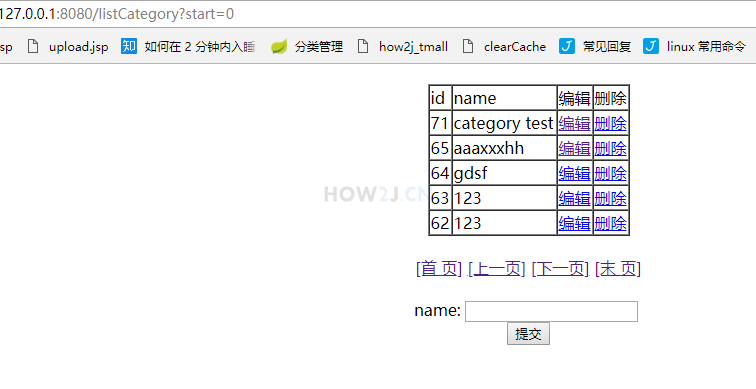 127.0.0.1:8080/listCategory?start=0
sp upload.jsp 知 如何在 2 分钟内入睡 分类管理 how2j_tmall clearCache 常见回复 linux 常用命令
id name 编辑 删除
71 category test 编辑 删除
65 aaaxxxhh 编辑 删除
64 gdsf 编辑 删除
HOW2J.CN
63 123 编辑 删除
62 123 编辑 删除
[首 页] [上一页] [下一页] [末 页]
name:
提交